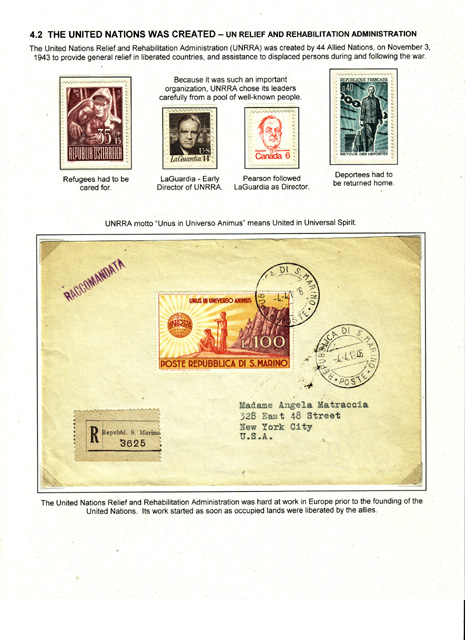 4.2 THE UNITED NATIONS WAS CREATED – UN RELIEF AND REHABILITATION ADMINISTRATION
The United Nations Relief and Rehabilitation Administration (UNRRA) was created by 44 Allied Nations, on November 3,
1943 to provide general relief in liberated countries, and assistance to displaced persons during and following the war.
Because it was such an important
organization, UNRRA chose its leaders
carefully from a pool of well-known people.
35
+15
REPUBLIK ÖSTERREICH
US
LaGuardia 14c
Canada 6
0,40
RETOUR DES DEPORTES
Refugees had to be
cared for.
LaGuardia - Early
Director of UNRRA.
Pearson followed
LaGuardia as Director.
Deportees had to
be returned home.
UNRRA motto "Unus in Universo Animus" means United in Universal Spirit.
RACCOMANDATA
UNUS IN UNIVERSO ANIMUS
UNRRA
L.100
POSTE REPUBBLICA DI S. MARINO
REPUBBLICA DI S. MARINO
POSTE
REPUBBLICA DI S. MARINO
-4.4.1946
POSTE
Madame Angela Matraccia
328 East 48 Street
New York City
U.S.A.
R Repubbl. S. Marino
3625
The United Nations Relief and Rehabilitation Administration was hard at work in Europe prior to the founding of the
United Nations. Its work started as soon as occupied lands were liberated by the allies.